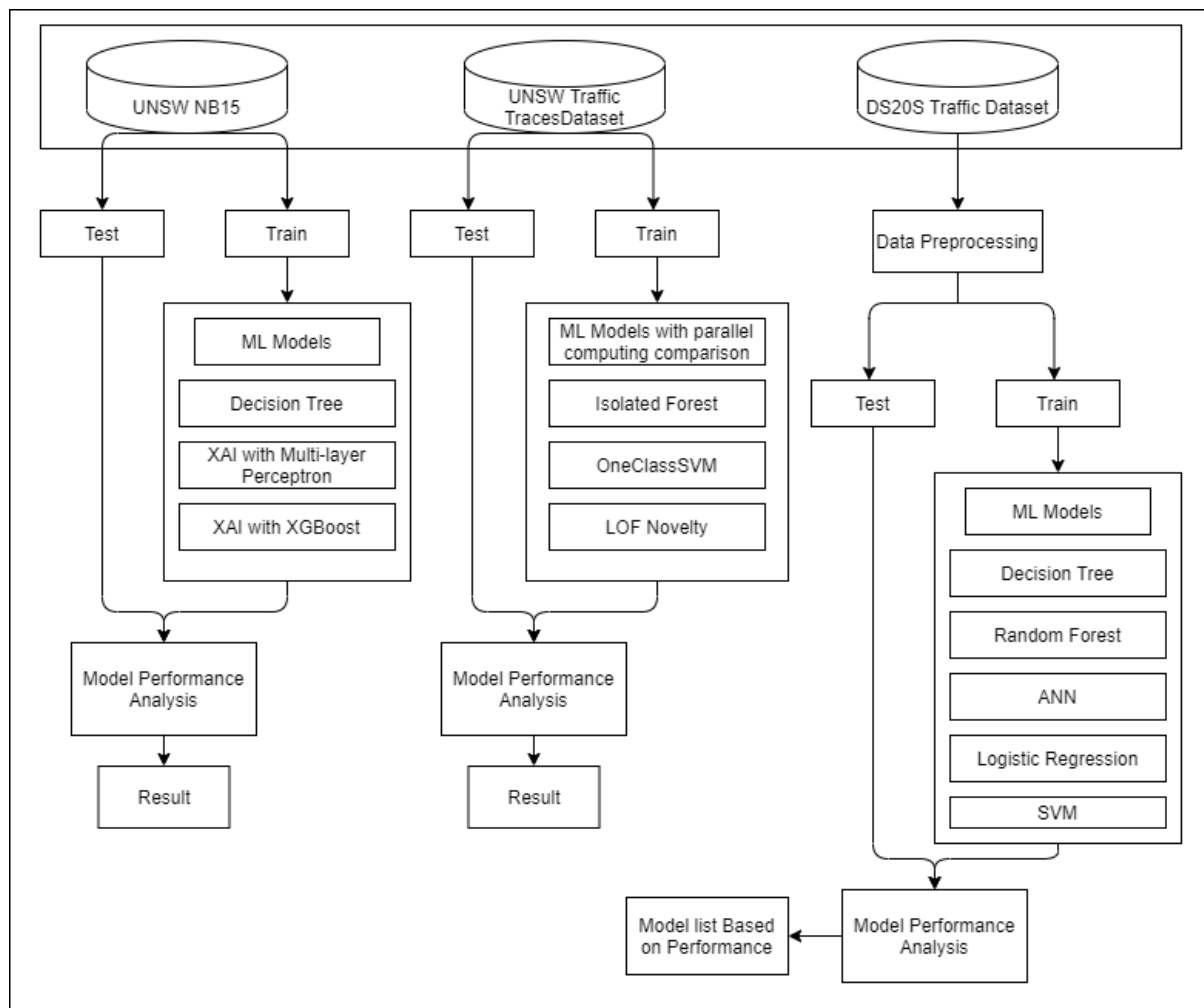 UNSW NB15
UNSW Traffic
TracesDataset
DS20S Traffic Dataset
Test
Train
Test
Train
Data Preprocessing
ML Models
Decision Tree
XAI with Multi-layer
Perceptron
XAI with XGBoost
ML Models with parallel
computing comparison
Isolated Forest
OneClassSVM
LOF Novelty
Test
Train
ML Models
Decision Tree
Random Forest
ANN
Logistic Regression
SVM
Model Performance
Analysis
Result
Model Performance
Analysis
Result
Model list Based
on Performance
Model Performance
Analysis